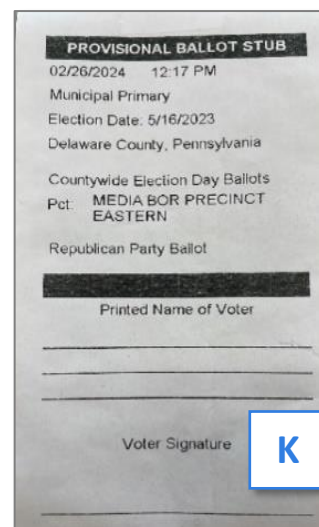 PROVISIONAL BALLOT STUB
02/26/2024 12:17 PM
Municipal Primary
Election Date: 5/16/2023
Delaware County, Pennsylvania
Countywide Election Day Ballots
Pct: MEDIA BOR PRECINCT
EASTERN
Republican Party Ballot
Printed Name of Voter
Voter Signature
K